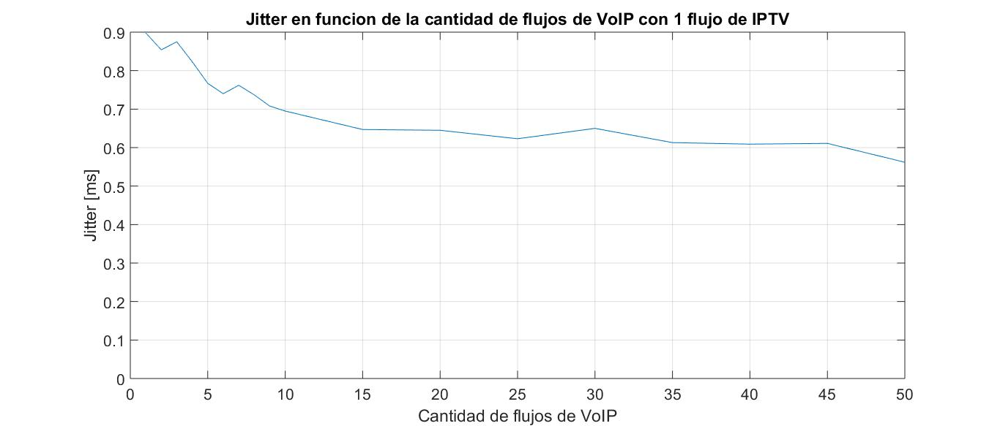 Jitter en funcion de la cantidad de flujos de VoIP con 1 flujo de IPTV
0.9
0.8
0.7
0.6
0.5
0.4
0.3
0.2
0.1
0
Jitter [ms]
0 5 10 15 20 25 30 35 40 45 50
Cantidad de flujos de VoIP